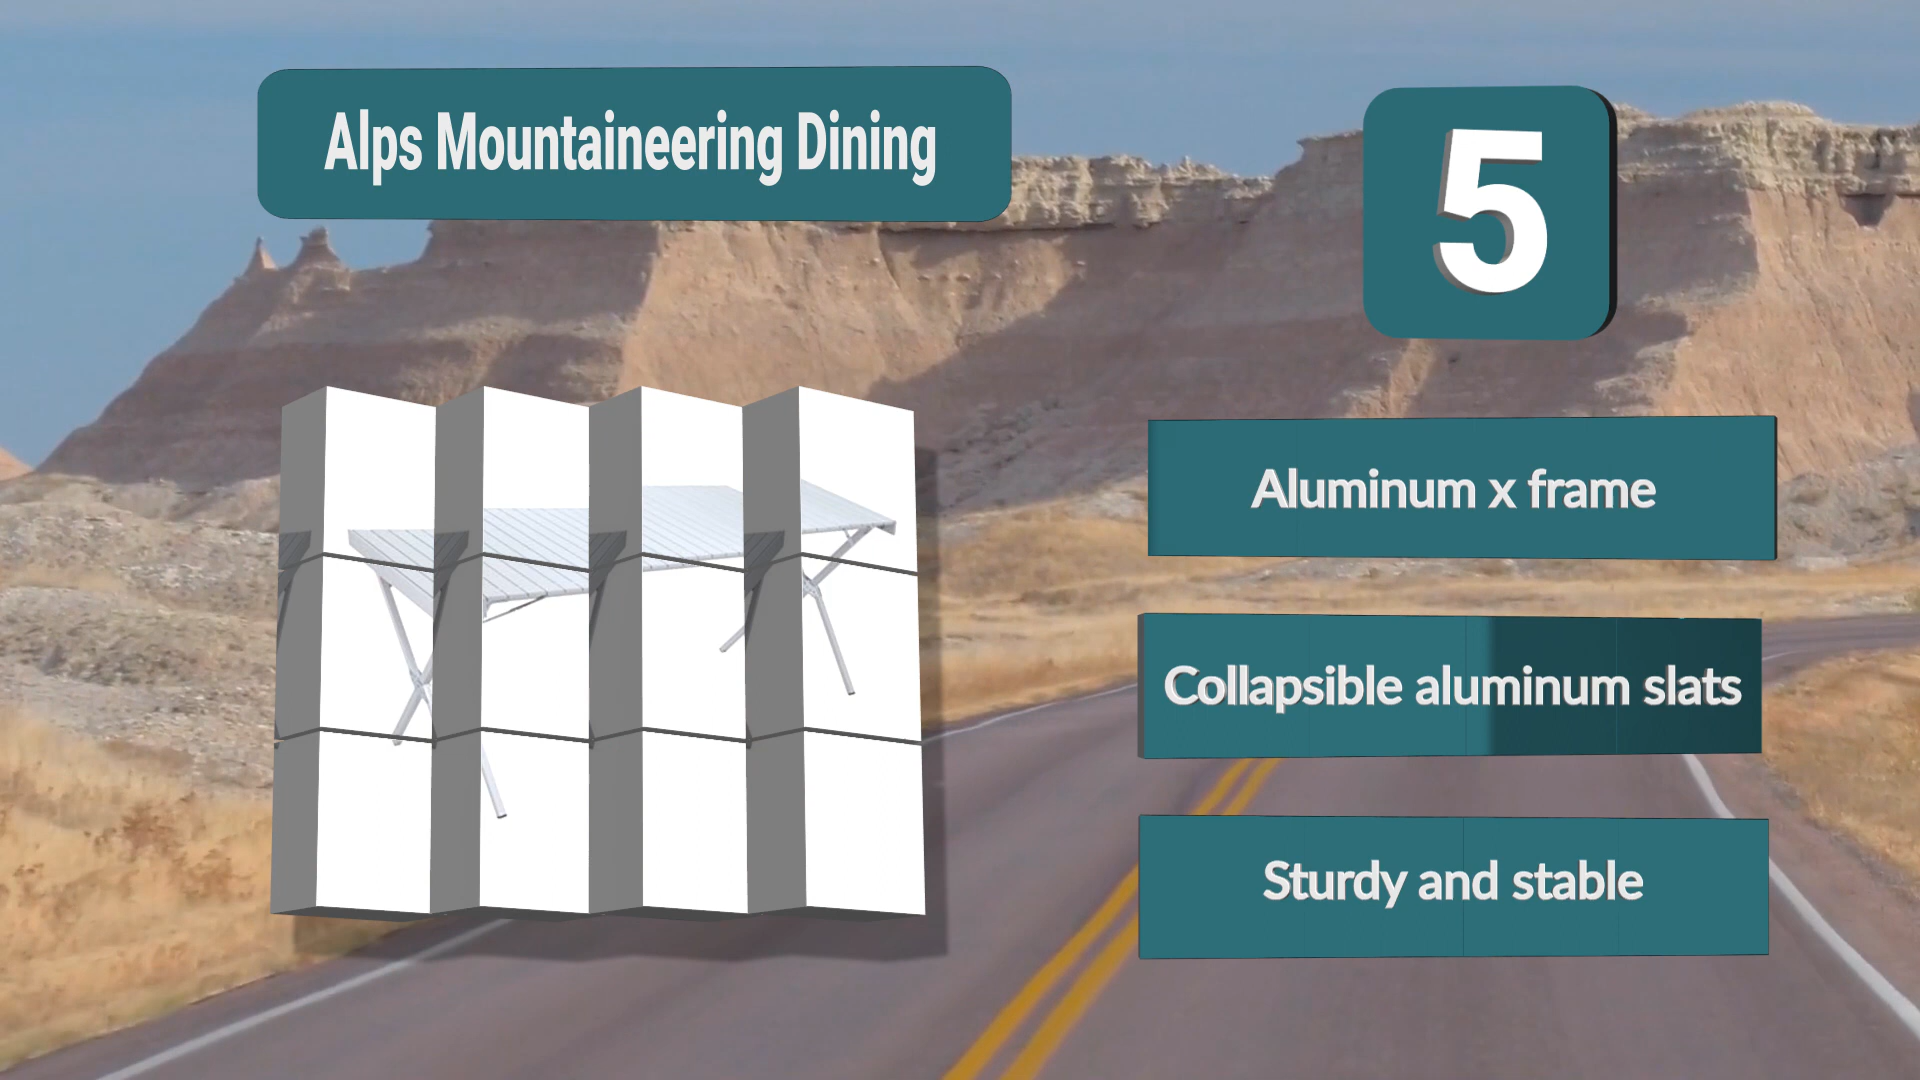 Alps Mountaineering Dining
5
Aluminum x frame
Collapsible aluminum slats
Sturdy and stable